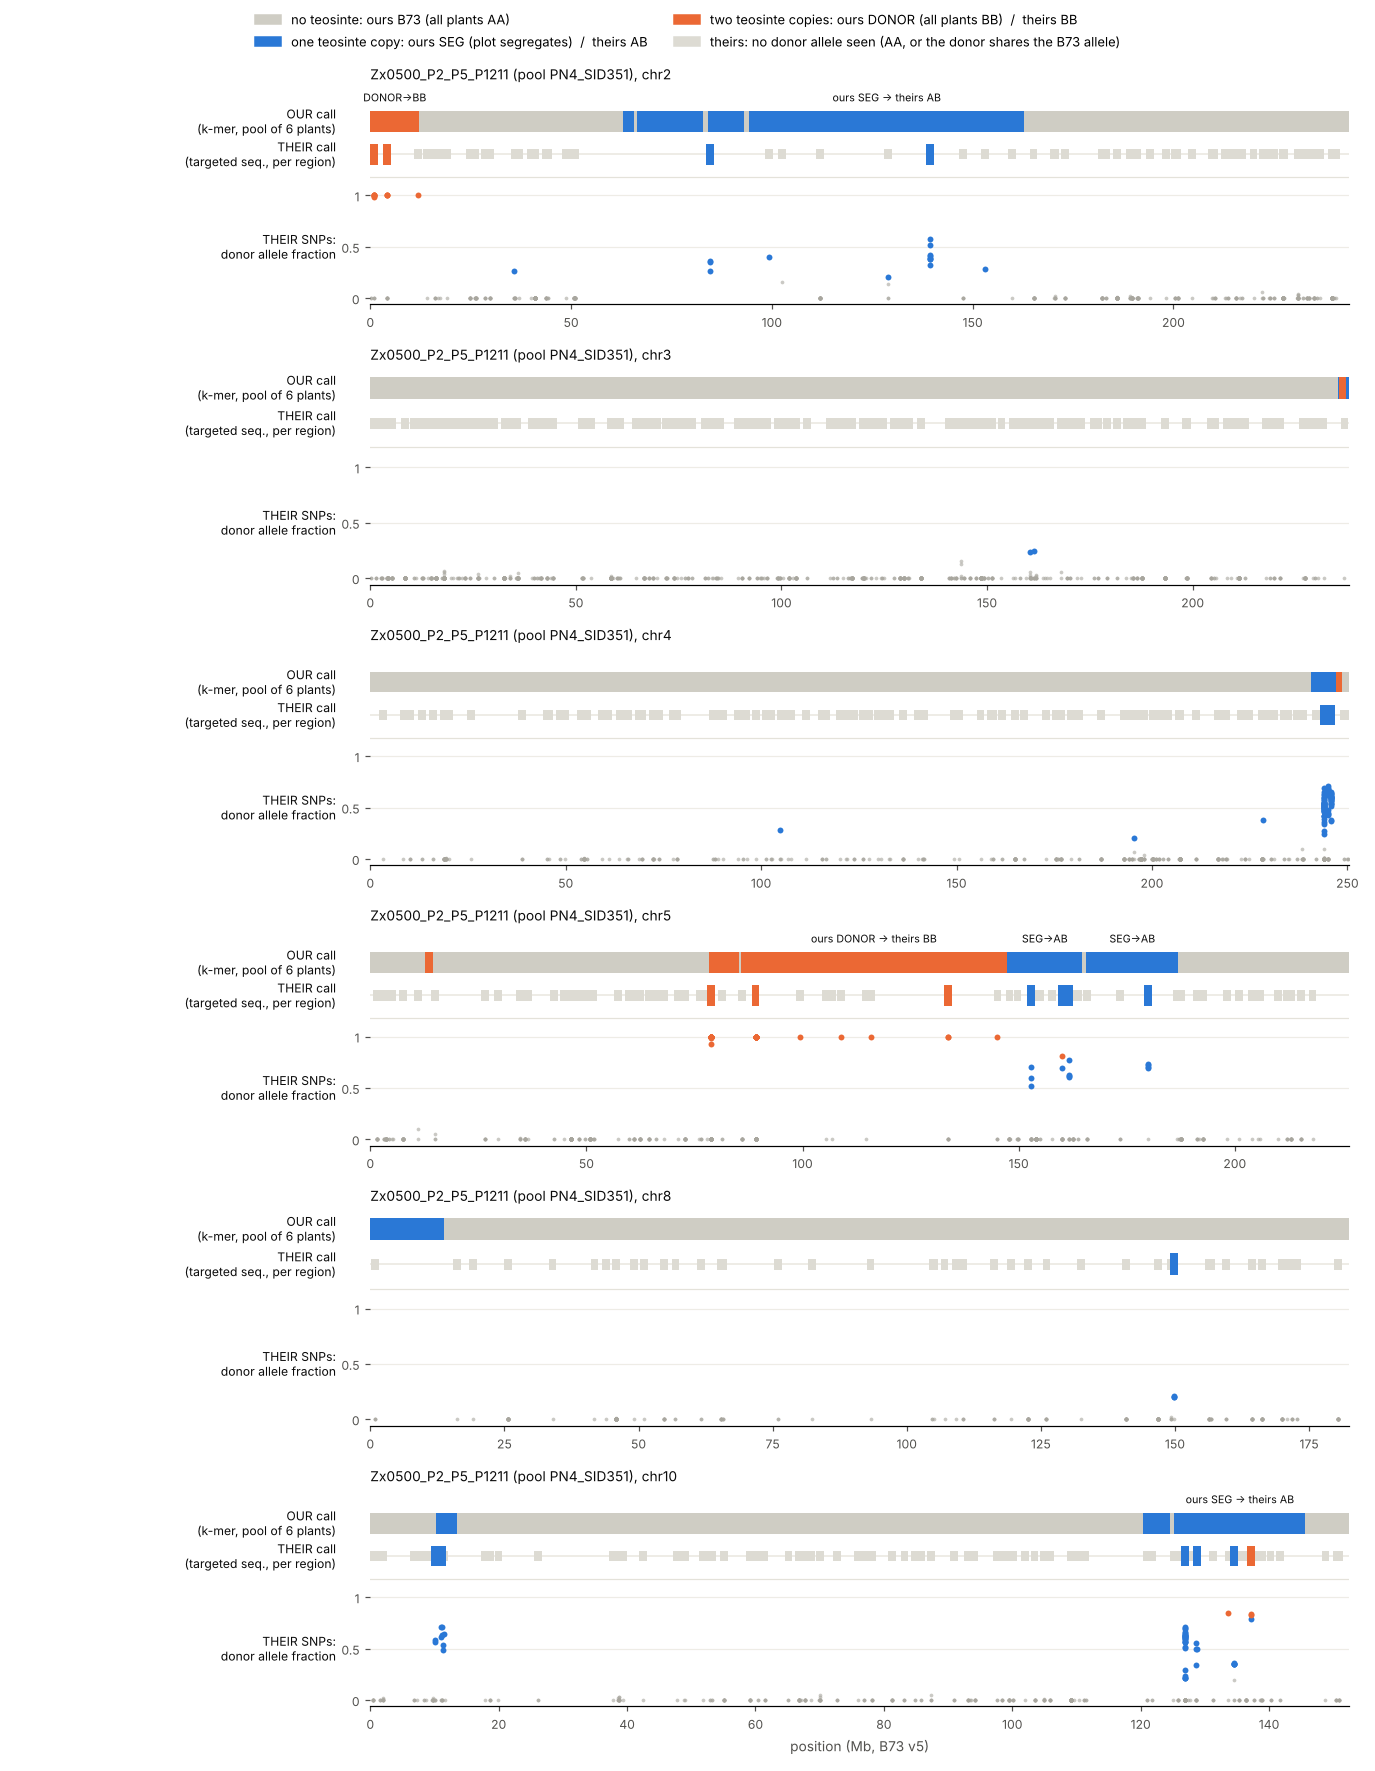 no teosinte: ours B73 (all plants AA)
two teosinte copies: ours DONOR (all plants BB)  /  theirs BB
one teosinte copy: ours SEG (plot segregates)  /  theirs AB
theirs: no donor allele seen (AA, or the donor shares the B73 allele)
Zx0500_P2_P5_P1211 (pool PN4_SID351), chr2
DONOR→BB
ours SEG → theirs AB
OUR call
(k-mer, pool of 6 plants)
THEIR call
(targeted seq., per region)
THEIR SNPs:
donor allele fraction
1
0.5
0
0 50 100 150 200
Zx0500_P2_P5_P1211 (pool PN4_SID351), chr3
OUR call
(k-mer, pool of 6 plants)
THEIR call
(targeted seq., per region)
THEIR SNPs:
donor allele fraction
1
0.5
0
0 50 100 150 200
Zx0500_P2_P5_P1211 (pool PN4_SID351), chr4
OUR call
(k-mer, pool of 6 plants)
THEIR call
(targeted seq., per region)
THEIR SNPs:
donor allele fraction
1
0.5
0
0 50 100 150 200 250
Zx0500_P2_P5_P1211 (pool PN4_SID351), chr5
ours DONOR → theirs BB
SEG→AB
SEG→AB
OUR call
(k-mer, pool of 6 plants)
THEIR call
(targeted seq., per region)
THEIR SNPs:
donor allele fraction
1
0.5
0
0 50 100 150 200
Zx0500_P2_P5_P1211 (pool PN4_SID351), chr8
OUR call
(k-mer, pool of 6 plants)
THEIR call
(targeted seq., per region)
THEIR SNPs:
donor allele fraction
1
0.5
0
0 25 50 75 100 125 150 175
Zx0500_P2_P5_P1211 (pool PN4_SID351), chr10
ours SEG → theirs AB
OUR call
(k-mer, pool of 6 plants)
THEIR call
(targeted seq., per region)
THEIR SNPs:
donor allele fraction
1
0.5
0
0 20 40 60 80 100 120 140
position (Mb, B73 v5)